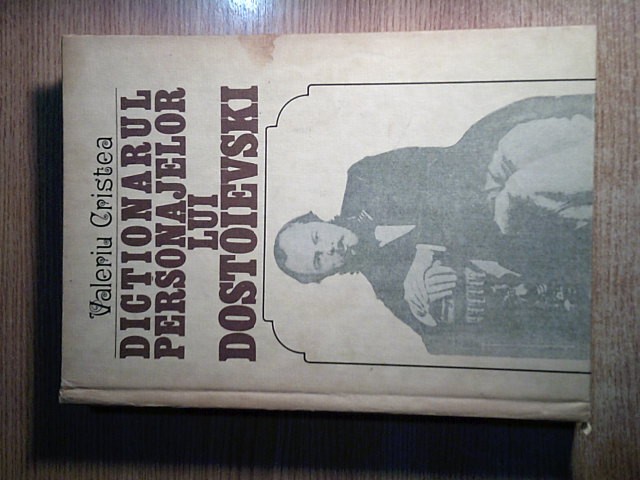 Valeriu Cristea
DICTIONARUL
PERSONAJELOR
LUI
DOSTOIEVSKI